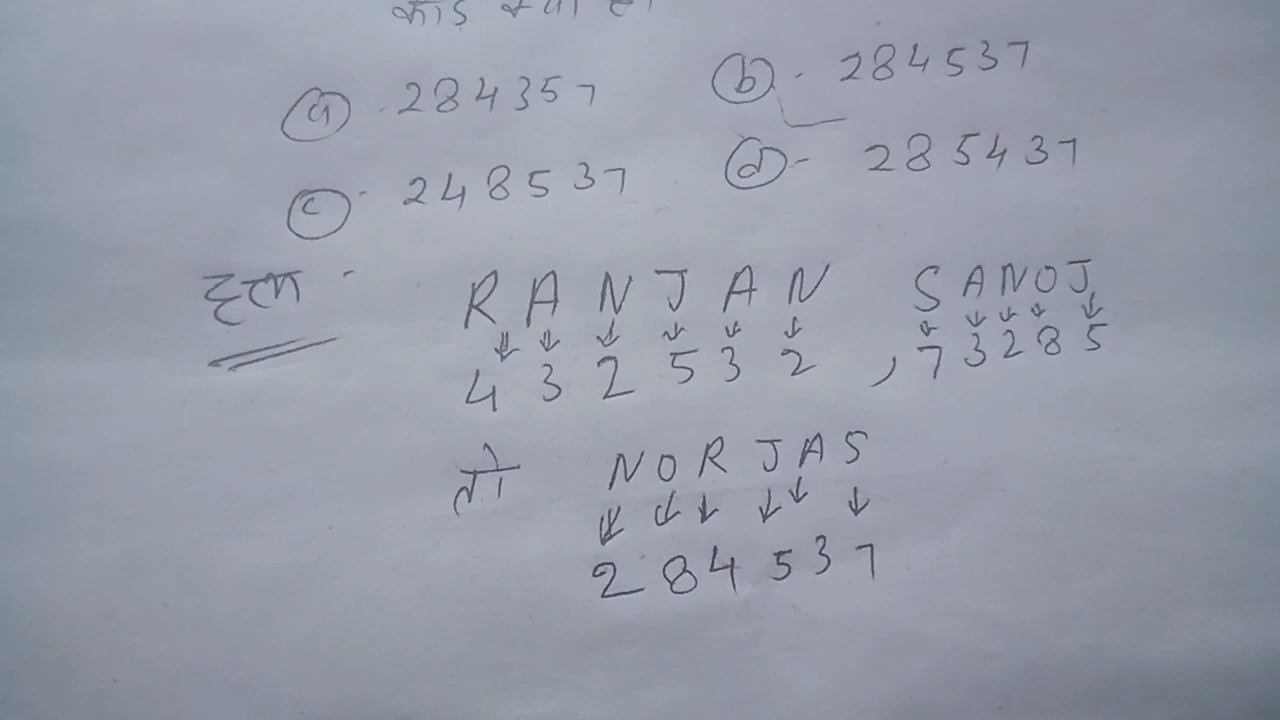 कोड क्या है।
(a) - 284357 (b) - 284537
(c) - 248537 (d) - 285437
हल - RANJAN SANOJ
432532 , 73285
तो NORJAS
284537